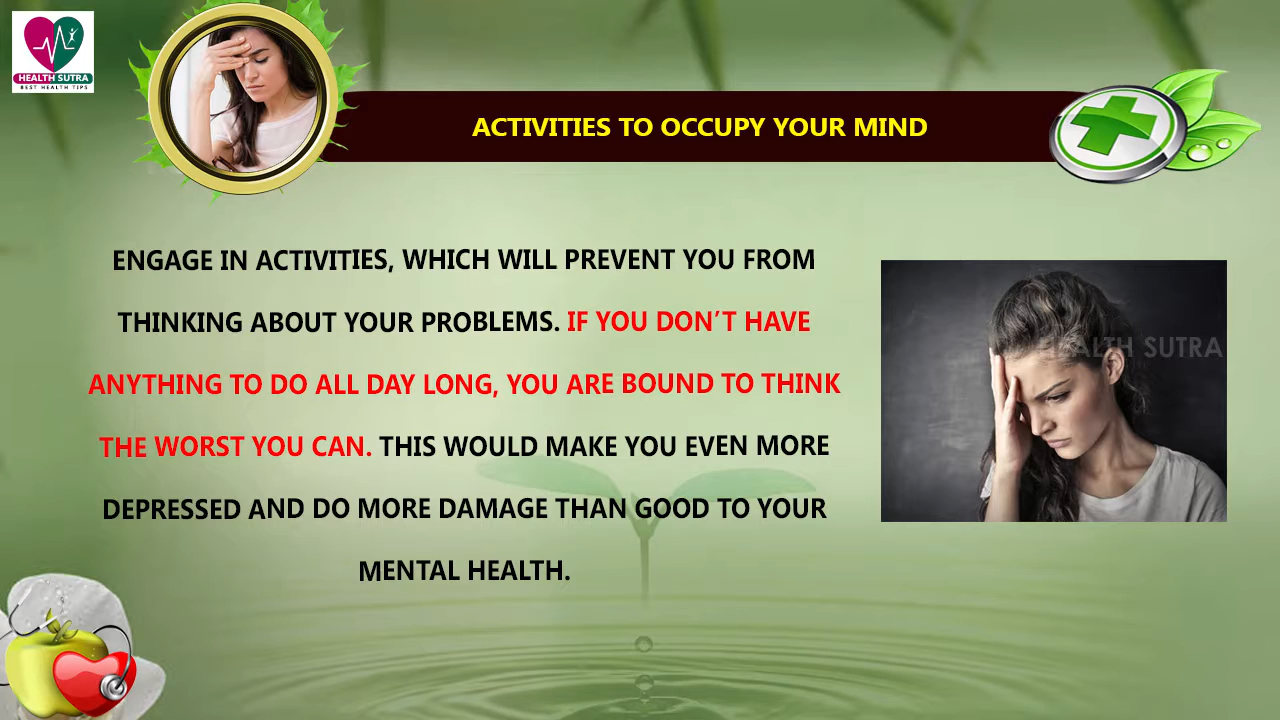 HEALTH SUTRA
BEST HEALTH TIPS
ACTIVITIES TO OCCUPY YOUR MIND
ENGAGE IN ACTIVITIES, WHICH WILL PREVENT YOU FROM
THINKING ABOUT YOUR PROBLEMS. IF YOU DON'T HAVE
ANYTHING TO DO ALL DAY LONG, YOU ARE BOUND TO THINK
THE WORST YOU CAN. THIS WOULD MAKE YOU EVEN MORE
DEPRESSED AND DO MORE DAMAGE THAN GOOD TO YOUR
MENTAL HEALTH.
HEALTH SUTRA